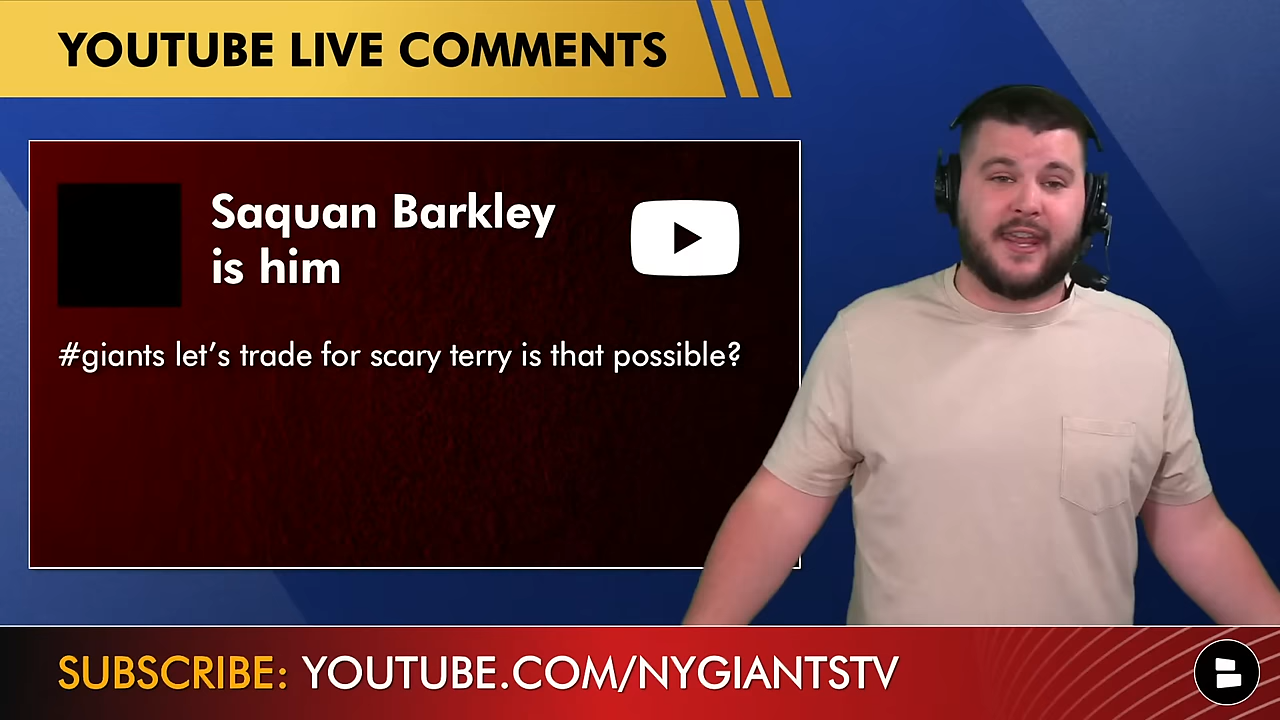 YOUTUBE LIVE COMMENTS
Saquan Barkley
is him
#giants let's trade for scary terry is that possible?
SUBSCRIBE: YOUTUBE.COM/NYGIANTSTV